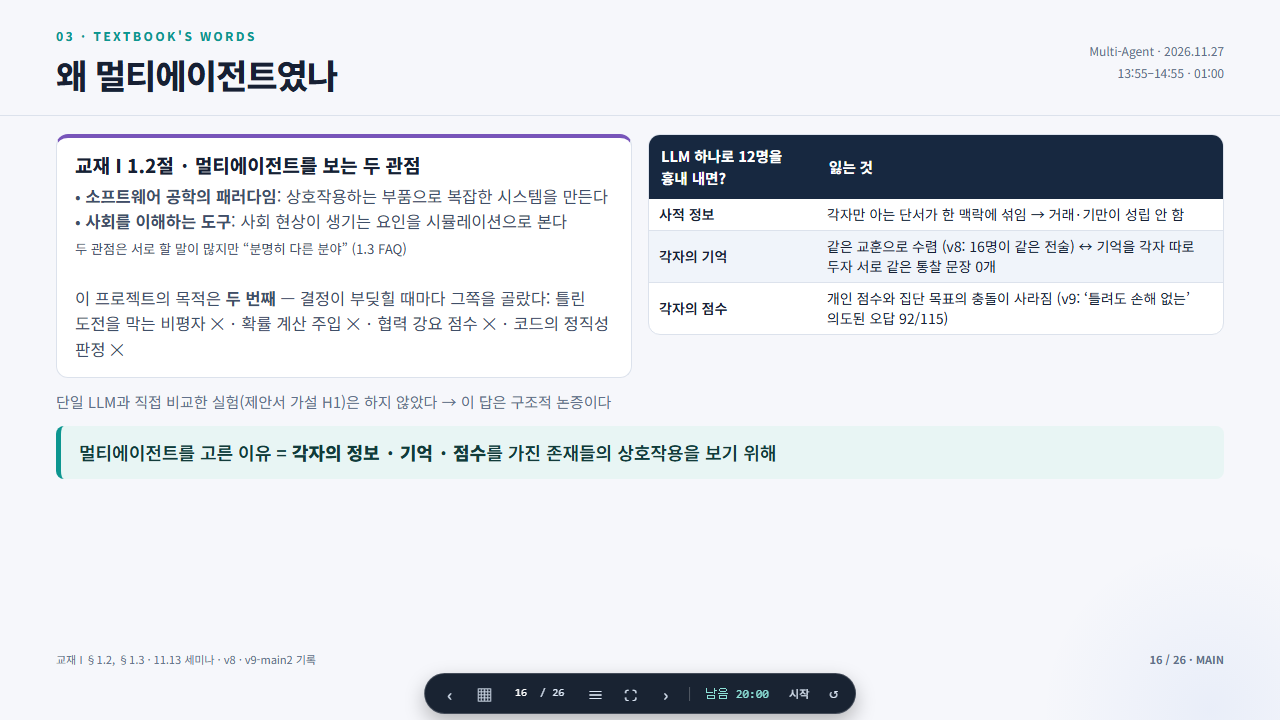 03 · TEXTBOOK'S WORDS
왜 멀티에이전트였나
Multi-Agent · 2026.11.27
13:55–14:55 · 01:00
교재 I 1.2절 · 멀티에이전트를 보는 두 관점
• 소프트웨어 공학의 패러다임: 상호작용하는 부품으로 복잡한 시스템을 만든다
• 사회를 이해하는 도구: 사회 현상이 생기는 요인을 시뮬레이션으로 본다
두 관점은 서로 할 말이 많지만 “분명히 다른 분야” (1.3 FAQ)
이 프로젝트의 목적은 두 번째 — 결정이 부딪힐 때마다 그쪽을 골랐다: 틀린
도전을 막는 비평자 ✕ · 확률 계산 주입 ✕ · 협력 강요 점수 ✕ · 코드의 정직성
판정 ✕
LLM 하나로 12명을
흉내 내면?
잃는 것
사적 정보
각자만 아는 단서가 한 맥락에 섞임 → 거래·기만이 성립 안 함
각자의 기억
같은 교훈으로 수렴 (v8: 16명이 같은 전술) ↔ 기억을 각자 따로
두자 서로 같은 통찰 문장 0개
각자의 점수
개인 점수와 집단 목표의 충돌이 사라짐 (v9: ‘틀려도 손해 없는’
의도된 오답 92/115)
단일 LLM과 직접 비교한 실험(제안서 가설 H1)은 하지 않았다 → 이 답은 구조적 논증이다
멀티에이전트를 고른 이유 = 각자의 정보 · 기억 · 점수를 가진 존재들의 상호작용을 보기 위해
교재 I §1.2, §1.3 · 11.13 세미나 · v8 · v9-main2 기록
16 / 26 · MAIN
‹ 16 / 26 › 남음 20:00 시작 ↺